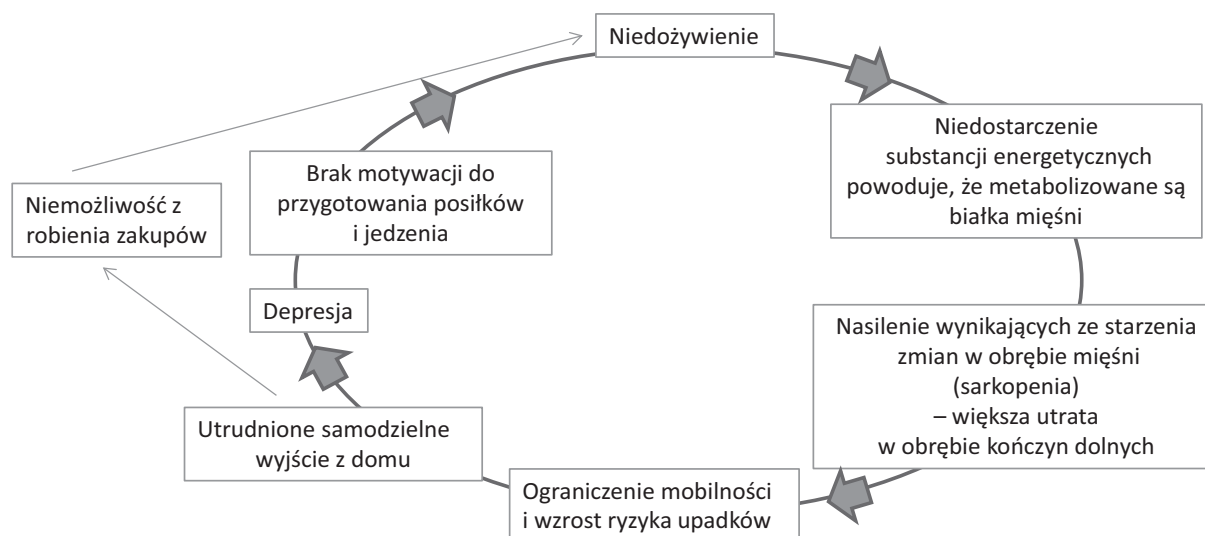 Niedożywienie
Niedostarczenie
substancji energetycznych
powoduje, że metabolizowane są
białka mięśni
Nasilenie wynikających ze starzenia
zmian w obrębie mięśni
(sarkopenia)
– większa utrata
w obrębie kończyn dolnych
Ograniczenie mobilności
i wzrost ryzyka upadków
Utrudnione samodzielne
wyjście z domu
Depresja
Brak motywacji do
przygotowania posiłków
i jedzenia
Niemożliwość z
robienia zakupów